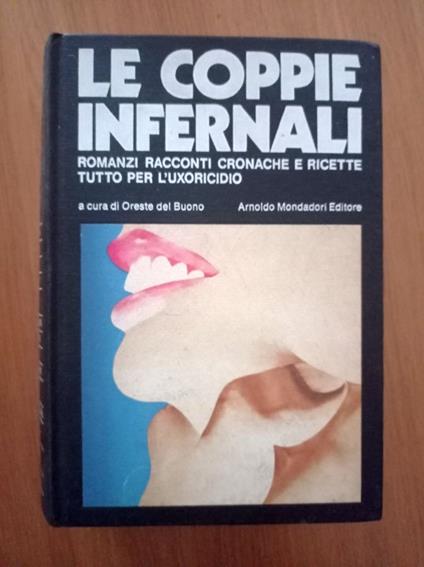 LE COPPIE
INFERNALI
ROMANZI RACCONTI CRONACHE E RICETTE
TUTTO PER L'UXORICIDIO
a cura di Oreste del Buono Arnoldo Mondadori Editore